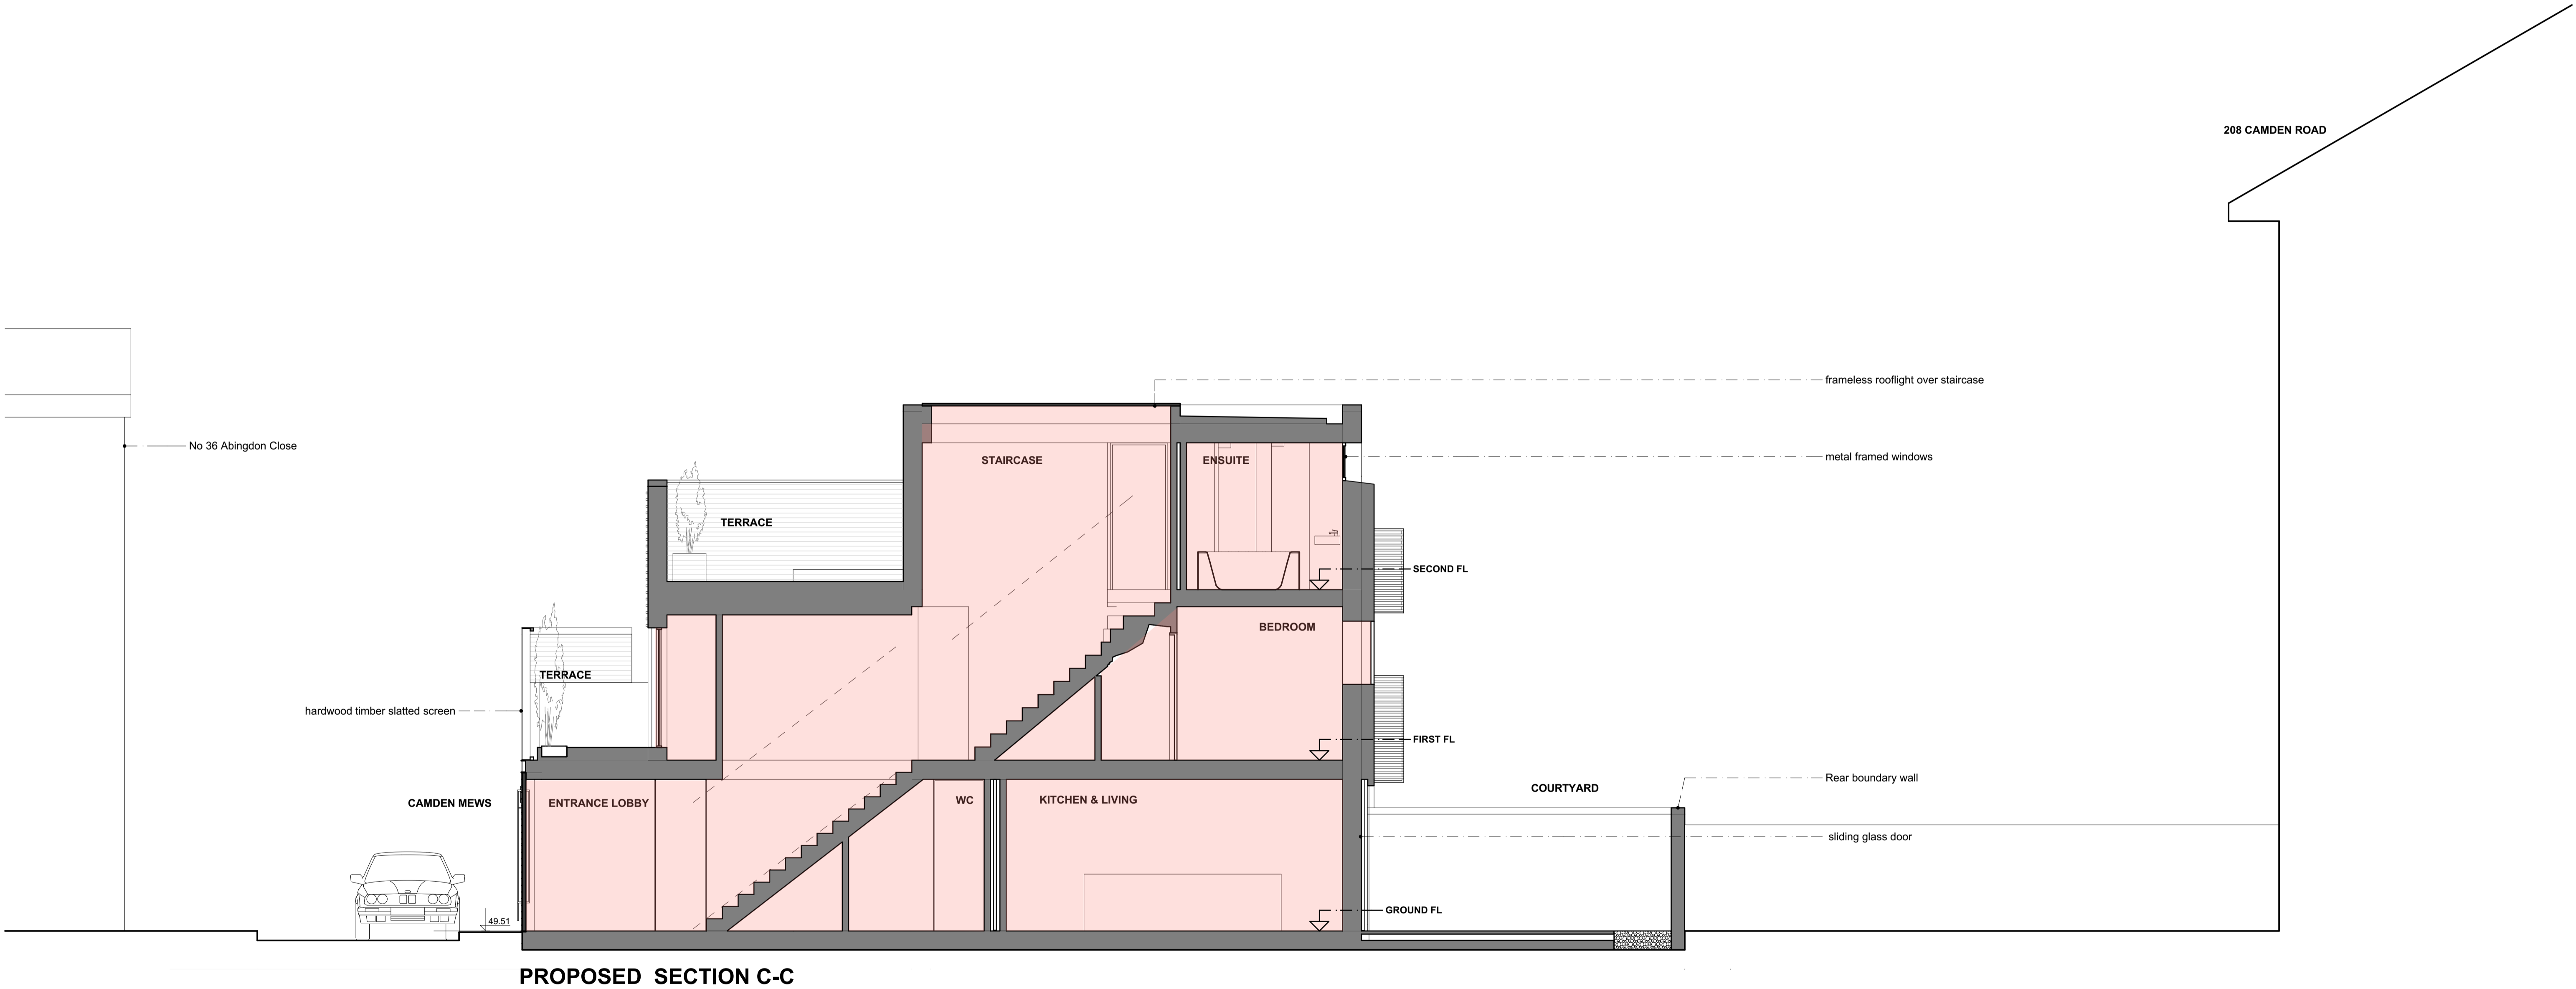 208 CAMDEN ROAD
frameless rooflight over staircase
No 36 Abingdon Close
metal framed windows
STAIRCASE
ENSUITE
TERRACE
SECOND FL
BEDROOM
TERRACE
hardwood timber slatted screen
FIRST FL
Rear boundary wall
COURTYARD
CAMDEN MEWS
ENTRANCE LOBBY
WC
KITCHEN & LIVING
sliding glass door
GROUND FL
49.51
PROPOSED SECTION C-C